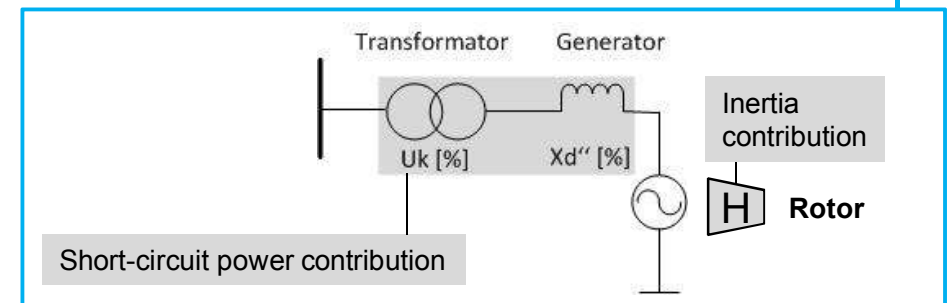 Transformator Generator
Inertia
contribution
Uk [%] Xd“ [%]
H Rotor
Short-circuit power contribution